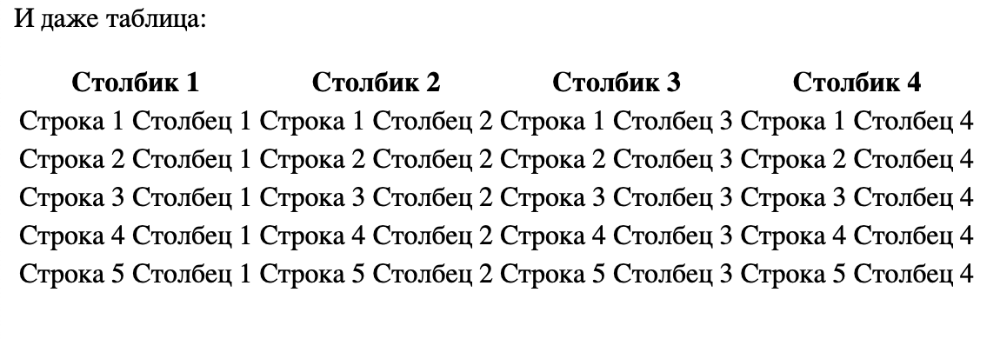 И даже таблица:
Столбик 1 Столбик 2 Столбик 3 Столбик 4
Строка 1 Столбец 1 Строка 1 Столбец 2 Строка 1 Столбец 3 Строка 1 Столбец 4
Строка 2 Столбец 1 Строка 2 Столбец 2 Строка 2 Столбец 3 Строка 2 Столбец 4
Строка 3 Столбец 1 Строка 3 Столбец 2 Строка 3 Столбец 3 Строка 3 Столбец 4
Строка 4 Столбец 1 Строка 4 Столбец 2 Строка 4 Столбец 3 Строка 4 Столбец 4
Строка 5 Столбец 1 Строка 5 Столбец 2 Строка 5 Столбец 3 Строка 5 Столбец 4